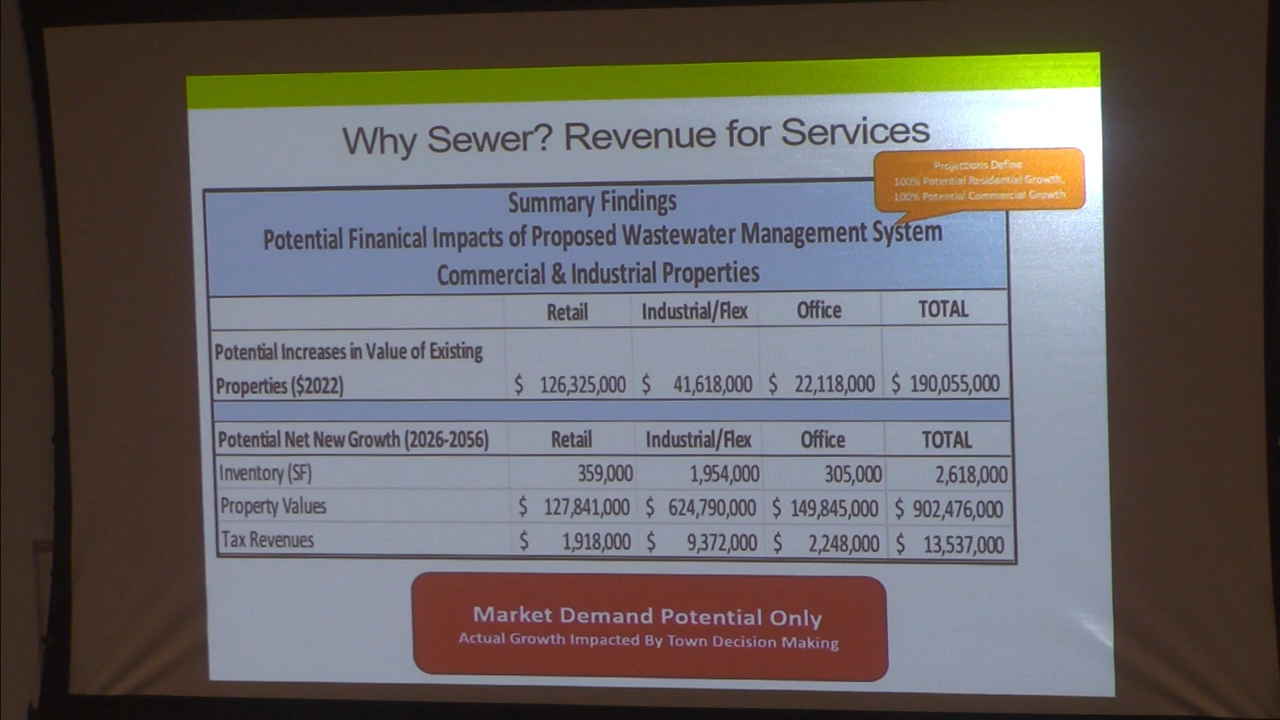 Why Sewer? Revenue for Services
Projections Define
100% Potential Residential Growth,
100% Potential Commercial Growth
Summary Findings
Potential Finanical Impacts of Proposed Wastewater Management System
Commercial & Industrial Properties
Retail Industrial/Flex Office TOTAL
Potential Increases in Value of Existing
Properties ($2022) $ 126,325,000 $ 41,618,000 $ 22,118,000 $ 190,055,000
Potential Net New Growth (2026-2056) Retail Industrial/Flex Office TOTAL
Inventory (SF) 359,000 1,954,000 305,000 2,618,000
Property Values $ 127,841,000 $ 624,790,000 $ 149,845,000 $ 902,476,000
Tax Revenues $ 1,918,000 $ 9,372,000 $ 2,248,000 $ 13,537,000
Market Demand Potential Only
Actual Growth Impacted By Town Decision Making